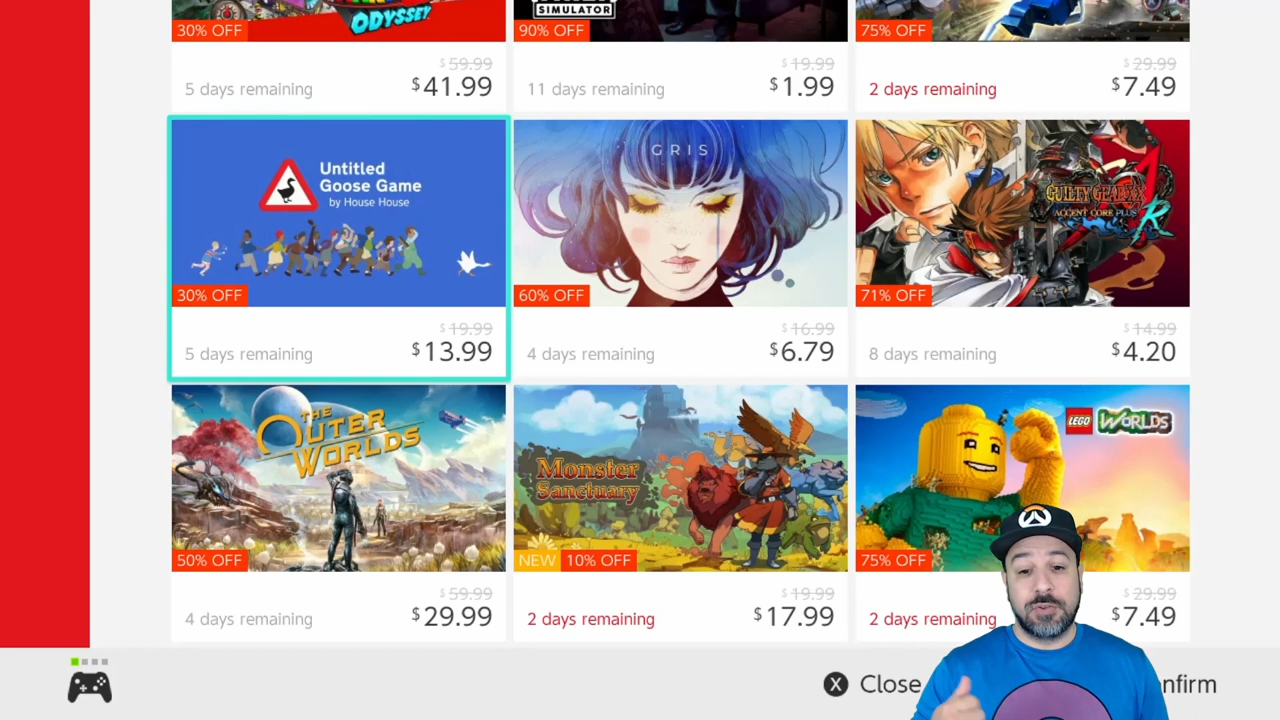 ODYSSEY
SIMULATOR
30% OFF
90% OFF
75% OFF
$59.99
5 days remaining
$41.99
$19.99
11 days remaining
$1.99
$29.99
2 days remaining
$7.49
Untitled
Goose Game
by House House
30% OFF
$19.99
5 days remaining
$13.99
GRIS
60% OFF
$16.99
4 days remaining
$6.79
GUILTY GEAR XX
ACCENT CORE PLUS R
71% OFF
$14.99
8 days remaining
$4.20
THE
OUTER
WORLDS
50% OFF
$59.99
4 days remaining
$29.99
Monster
Sanctuary
NEW 10% OFF
$19.99
2 days remaining
$17.99
LEGO WORLDS
75% OFF
$29.99
2 days remaining
$7.49
X Close
nfirm